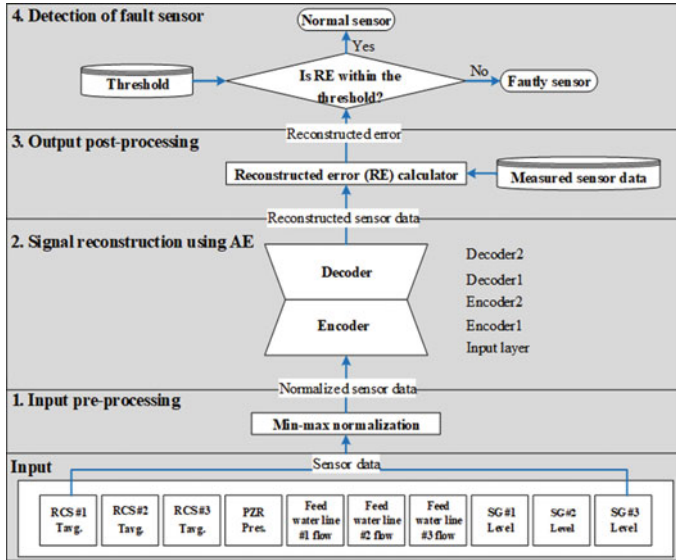 4. Detection of fault sensor
Normal sensor
Yes
Threshold
Is RE within the
threshold?
No
Fautly sensor
Reconstructed error
3. Output post-processing
Reconstructed error (RE) calculator
Measured sensor data
Reconstructed sensor data
2. Signal reconstruction using AE
Decoder
Encoder
Decoder2
Decoder1
Encoder2
Encoder1
Input layer
Normalized sensor data
1. Input pre-processing
Min-max normalization
Input
Sensor data
RCS#1
Tavg.
RCS#2
Tavg.
RCS#3
Tavg.
PZR
Pres.
Feed
water line
#1 flow
Feed
water line
#2 flow
Feed
water line
#3 flow
SG#1
Level
SG#2
Level
SG#3
Level